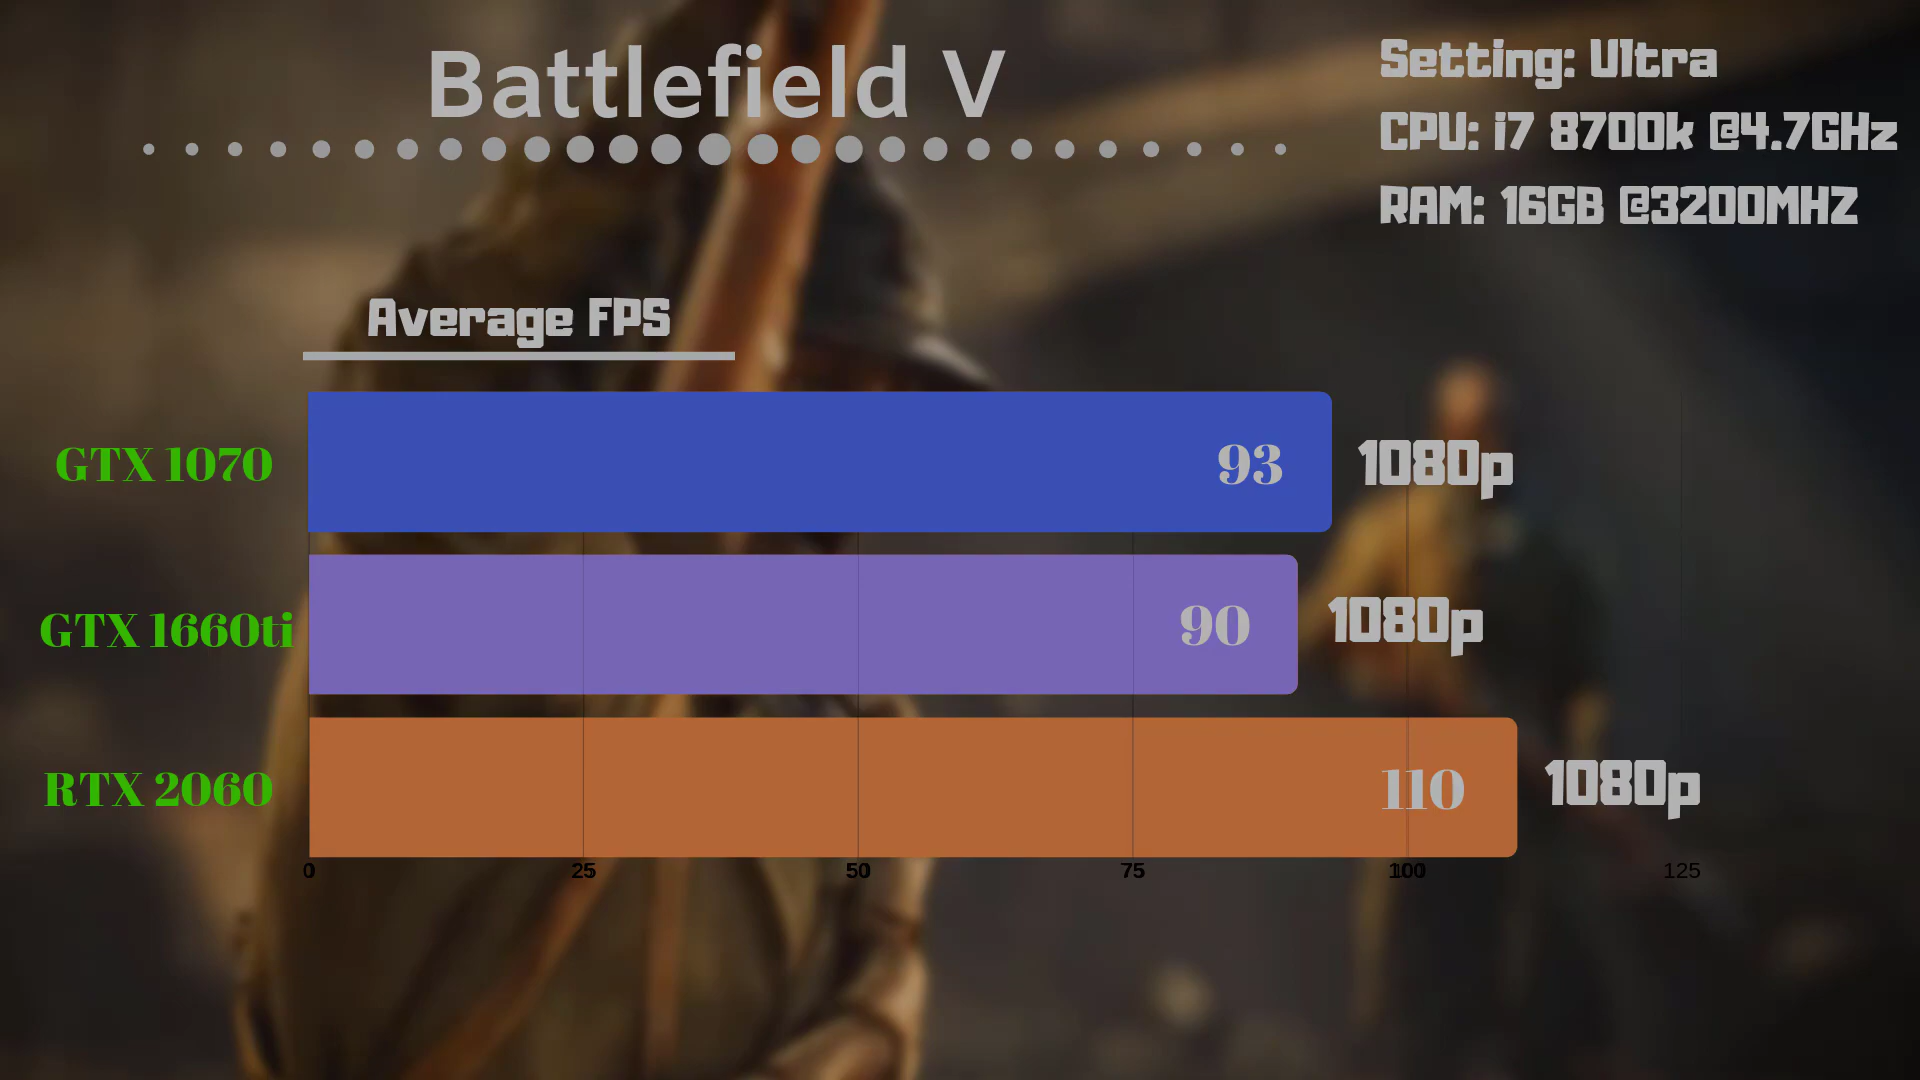 Battlefield V
Setting: Ultra
CPU: i7 8700k @4.7GHz
RAM: 16GB @3200MHZ
Average FPS
GTX 1070 93 1080p
GTX 1660ti 90 1080p
RTX 2060 110 1080p
0 25 50 75 100 125